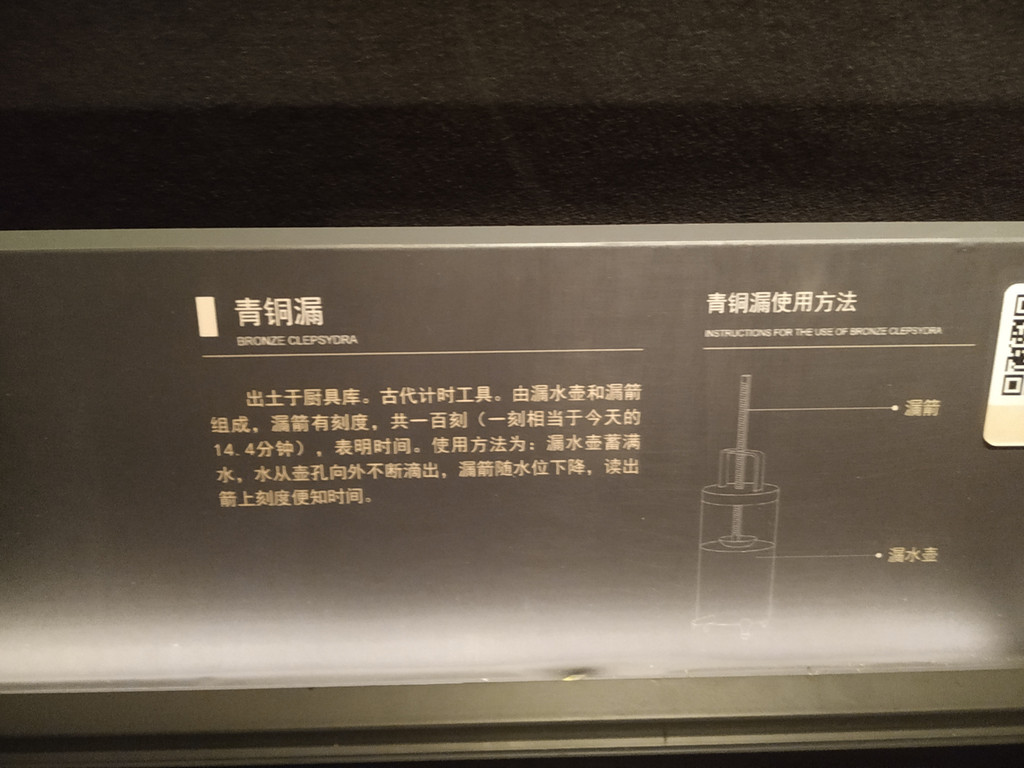 青铜漏
BRONZE CLEPSYDRA
出土于厨具库。古代计时工具。由漏水壶和漏箭
组成，漏箭有刻度，共一百刻（一刻相当于今天的
14.4分钟），表明时间。使用方法为：漏水壶蓄满
水，水从壶孔向外不断滴出，漏箭随水位下降，读出
箭上刻度便知时间。
青铜漏使用方法
INSTRUCTIONS FOR THE USE OF BRONZE CLEPSYDRA
漏箭
漏水壶